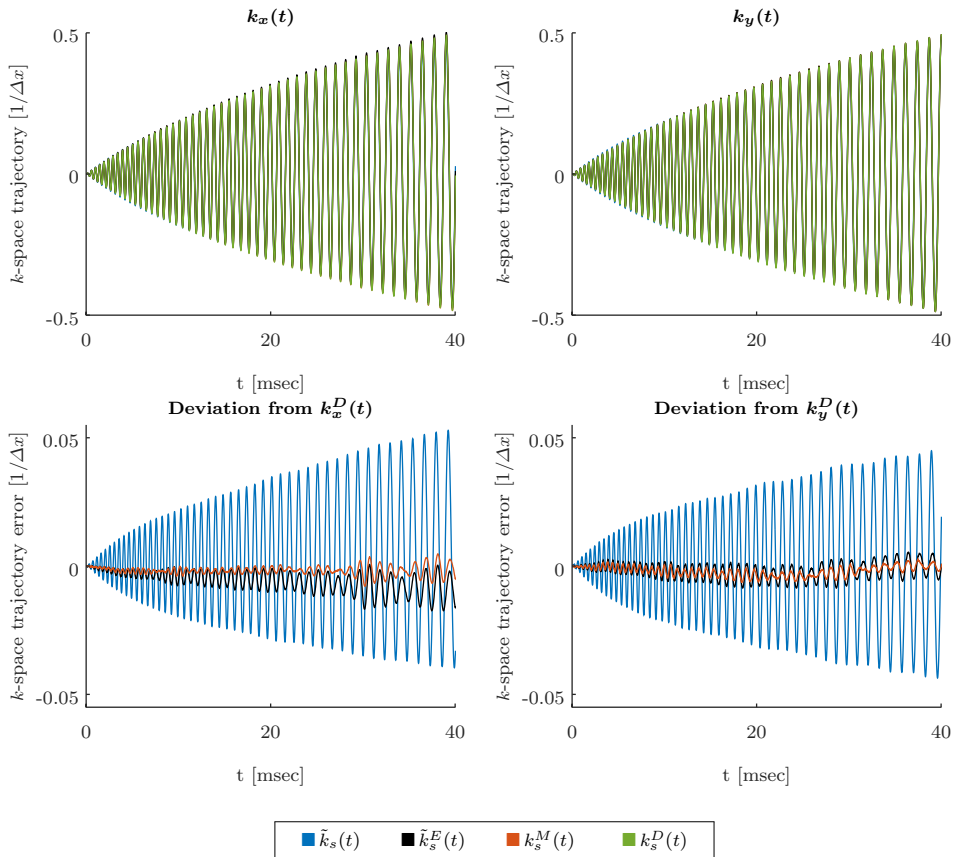 k_x(t)
k-space trajectory [1/Δx]
0.5
0
-0.5
0
20
40
t [msec]
k_y(t)
k-space trajectory [1/Δx]
0.5
0
-0.5
0
20
40
t [msec]
Deviation from k_x^D(t)
k-space trajectory error [1/Δx]
0.05
0
-0.05
0
20
40
t [msec]
Deviation from k_y^D(t)
k-space trajectory error [1/Δx]
0.05
0
-0.05
0
20
40
t [msec]
k̃_s(t) k̃_s^E(t) k_s^M(t) k_s^D(t)